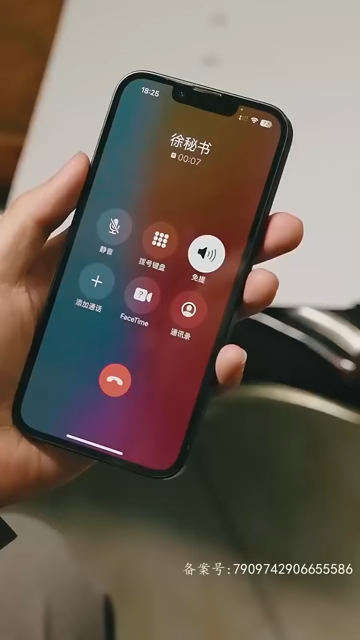 18:25
徐秘书
00:07
静音
拨号键盘
免提
添加通话
FaceTime
通讯录
备案号:7909742906655586